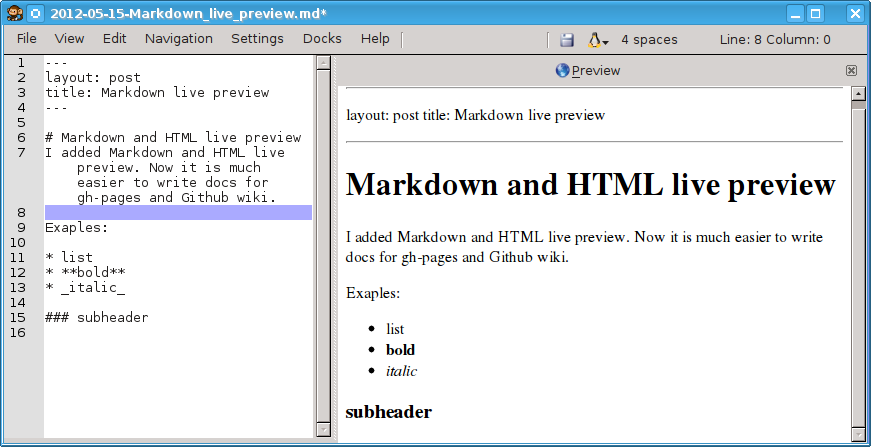 2012-05-15-Markdown_live_preview.md*
File View Edit Navigation Settings Docks Help 4 spaces Line: 8 Column: 0
1 ---
2 layout: post
3 title: Markdown live preview
4 ---
5
6 # Markdown and HTML live preview
7 I added Markdown and HTML live
preview. Now it is much
easier to write docs for
gh-pages and Github wiki.
8
9 Exaples:
10
11 * list
12 * **bold**
13 * _italic_
14
15 ### subheader
16
Preview
layout: post title: Markdown live preview
Markdown and HTML live preview
I added Markdown and HTML live preview. Now it is much easier to write
docs for gh-pages and Github wiki.
Exaples:
• list
• bold
• italic
subheader